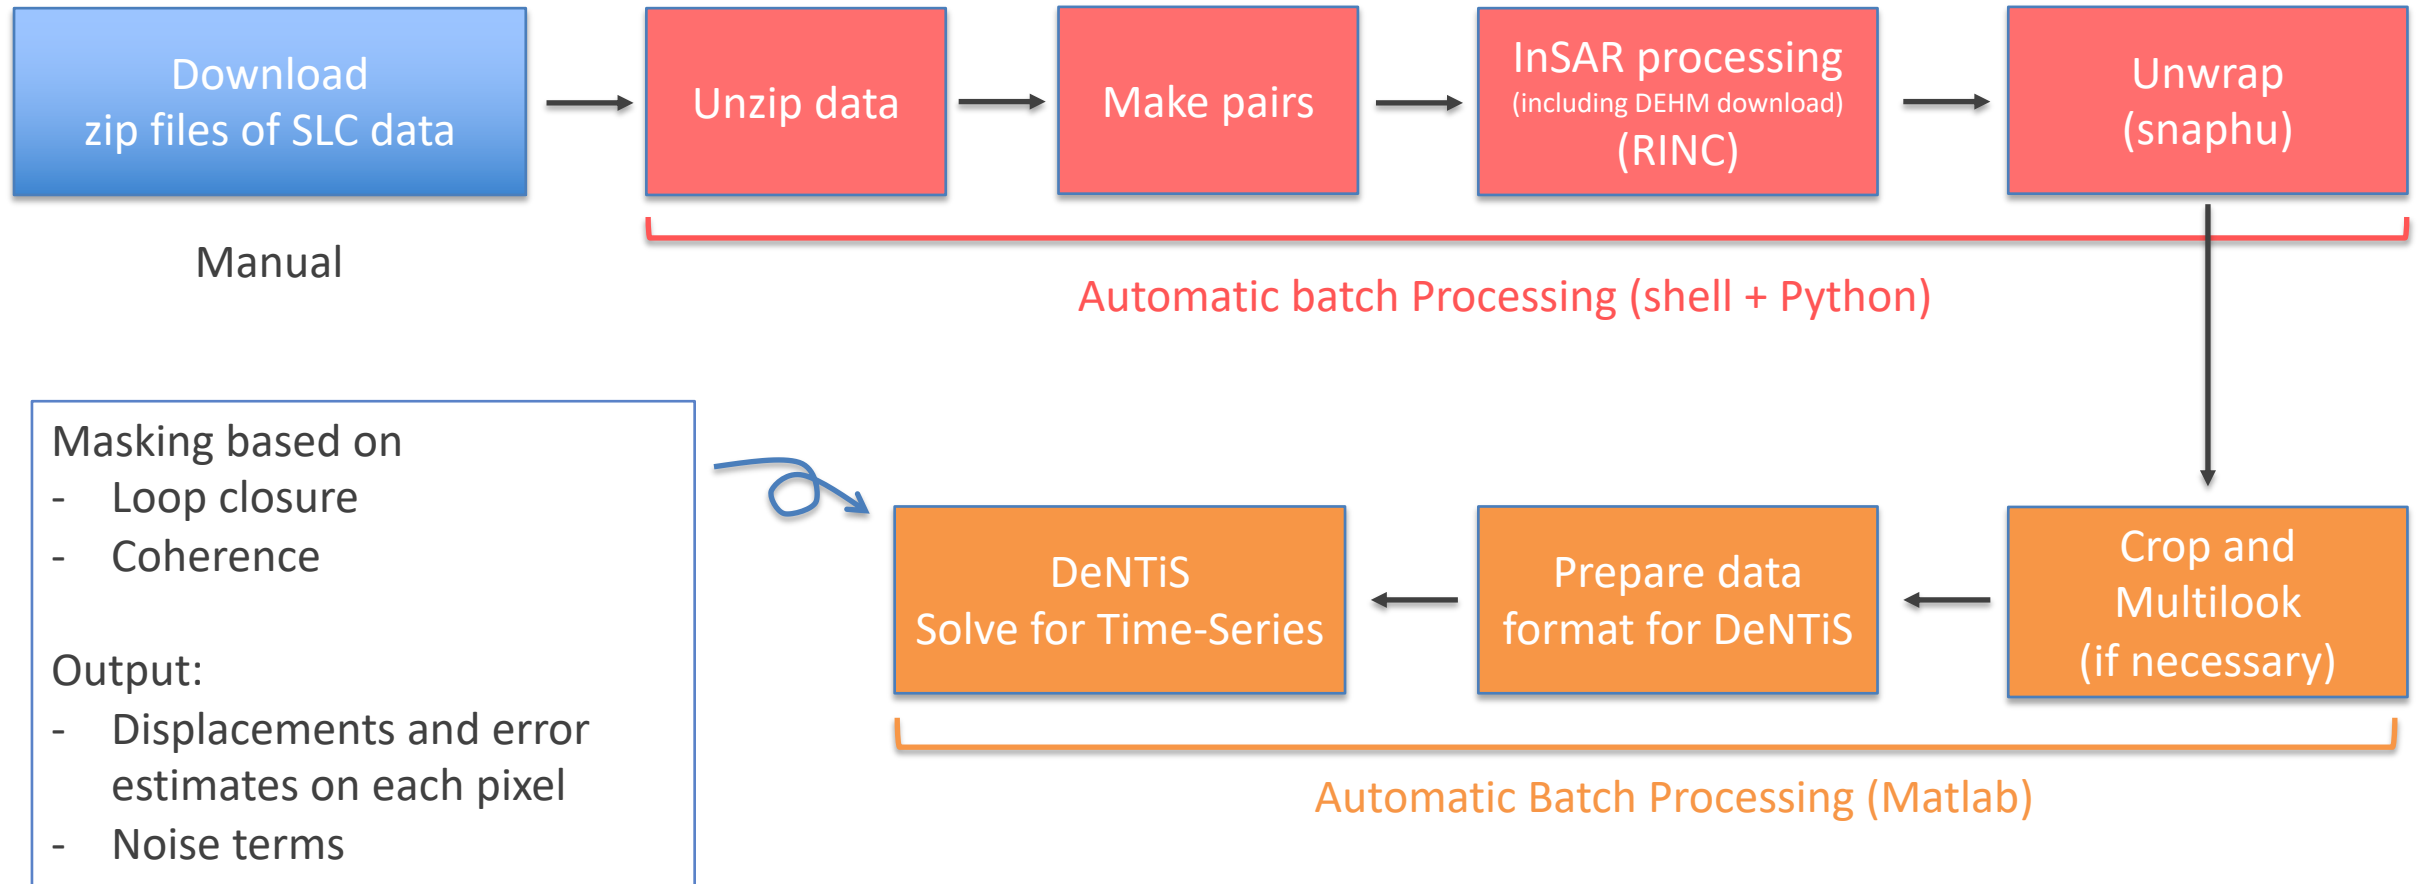 Download
zip files of SLC data
Unzip data
Make pairs
InSAR processing
(including DEHM download)
(RINC)
Unwrap
(snaphu)
Manual
Automatic batch Processing (shell + Python)
Masking based on
- Loop closure
- Coherence
Output:
- Displacements and error
estimates on each pixel
- Noise terms
DeNTiS
Solve for Time-Series
Prepare data
format for DeNTiS
Crop and
Multilook
(if necessary)
Automatic Batch Processing (Matlab)